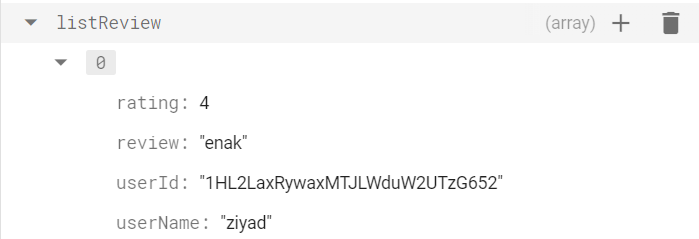 listReview (array)
0
rating: 4
review: "enak"
userId: "1HL2LaxRywaxMTJLWduW2UTzG652"
userName: "ziyad"